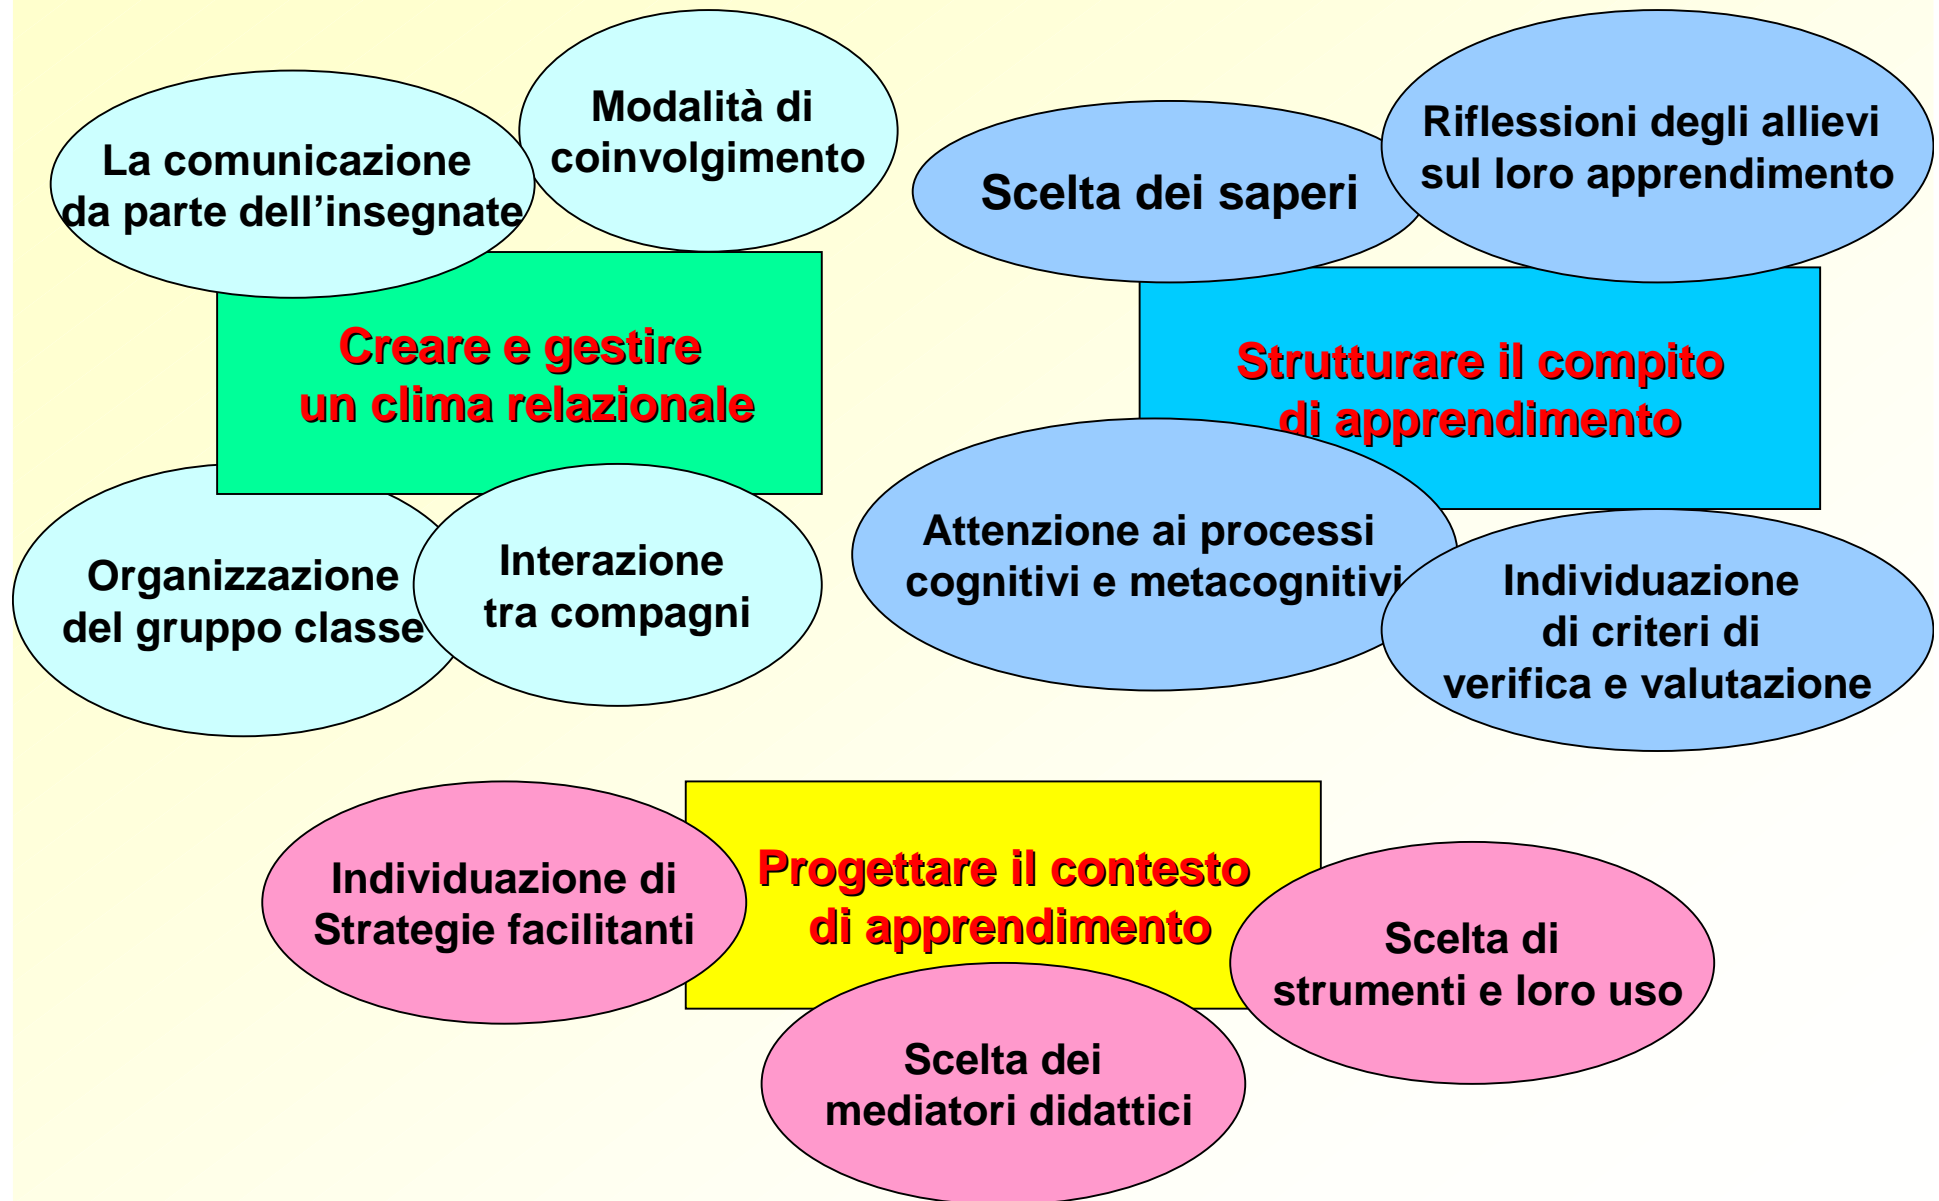 La comunicazione
da parte dell’insegnate
Modalità di
coinvolgimento
Creare e gestire
un clima relazionale
Organizzazione
del gruppo classe
Interazione
tra compagni
Scelta dei saperi
Riflessioni degli allievi
sul loro apprendimento
Strutturare il compito
di apprendimento
Attenzione ai processi
cognitivi e metacognitivi
Individuazione
di criteri di
verifica e valutazione
Individuazione di
Strategie facilitanti
Progettare il contesto
di apprendimento
Scelta di
strumenti e loro uso
Scelta dei
mediatori didattici